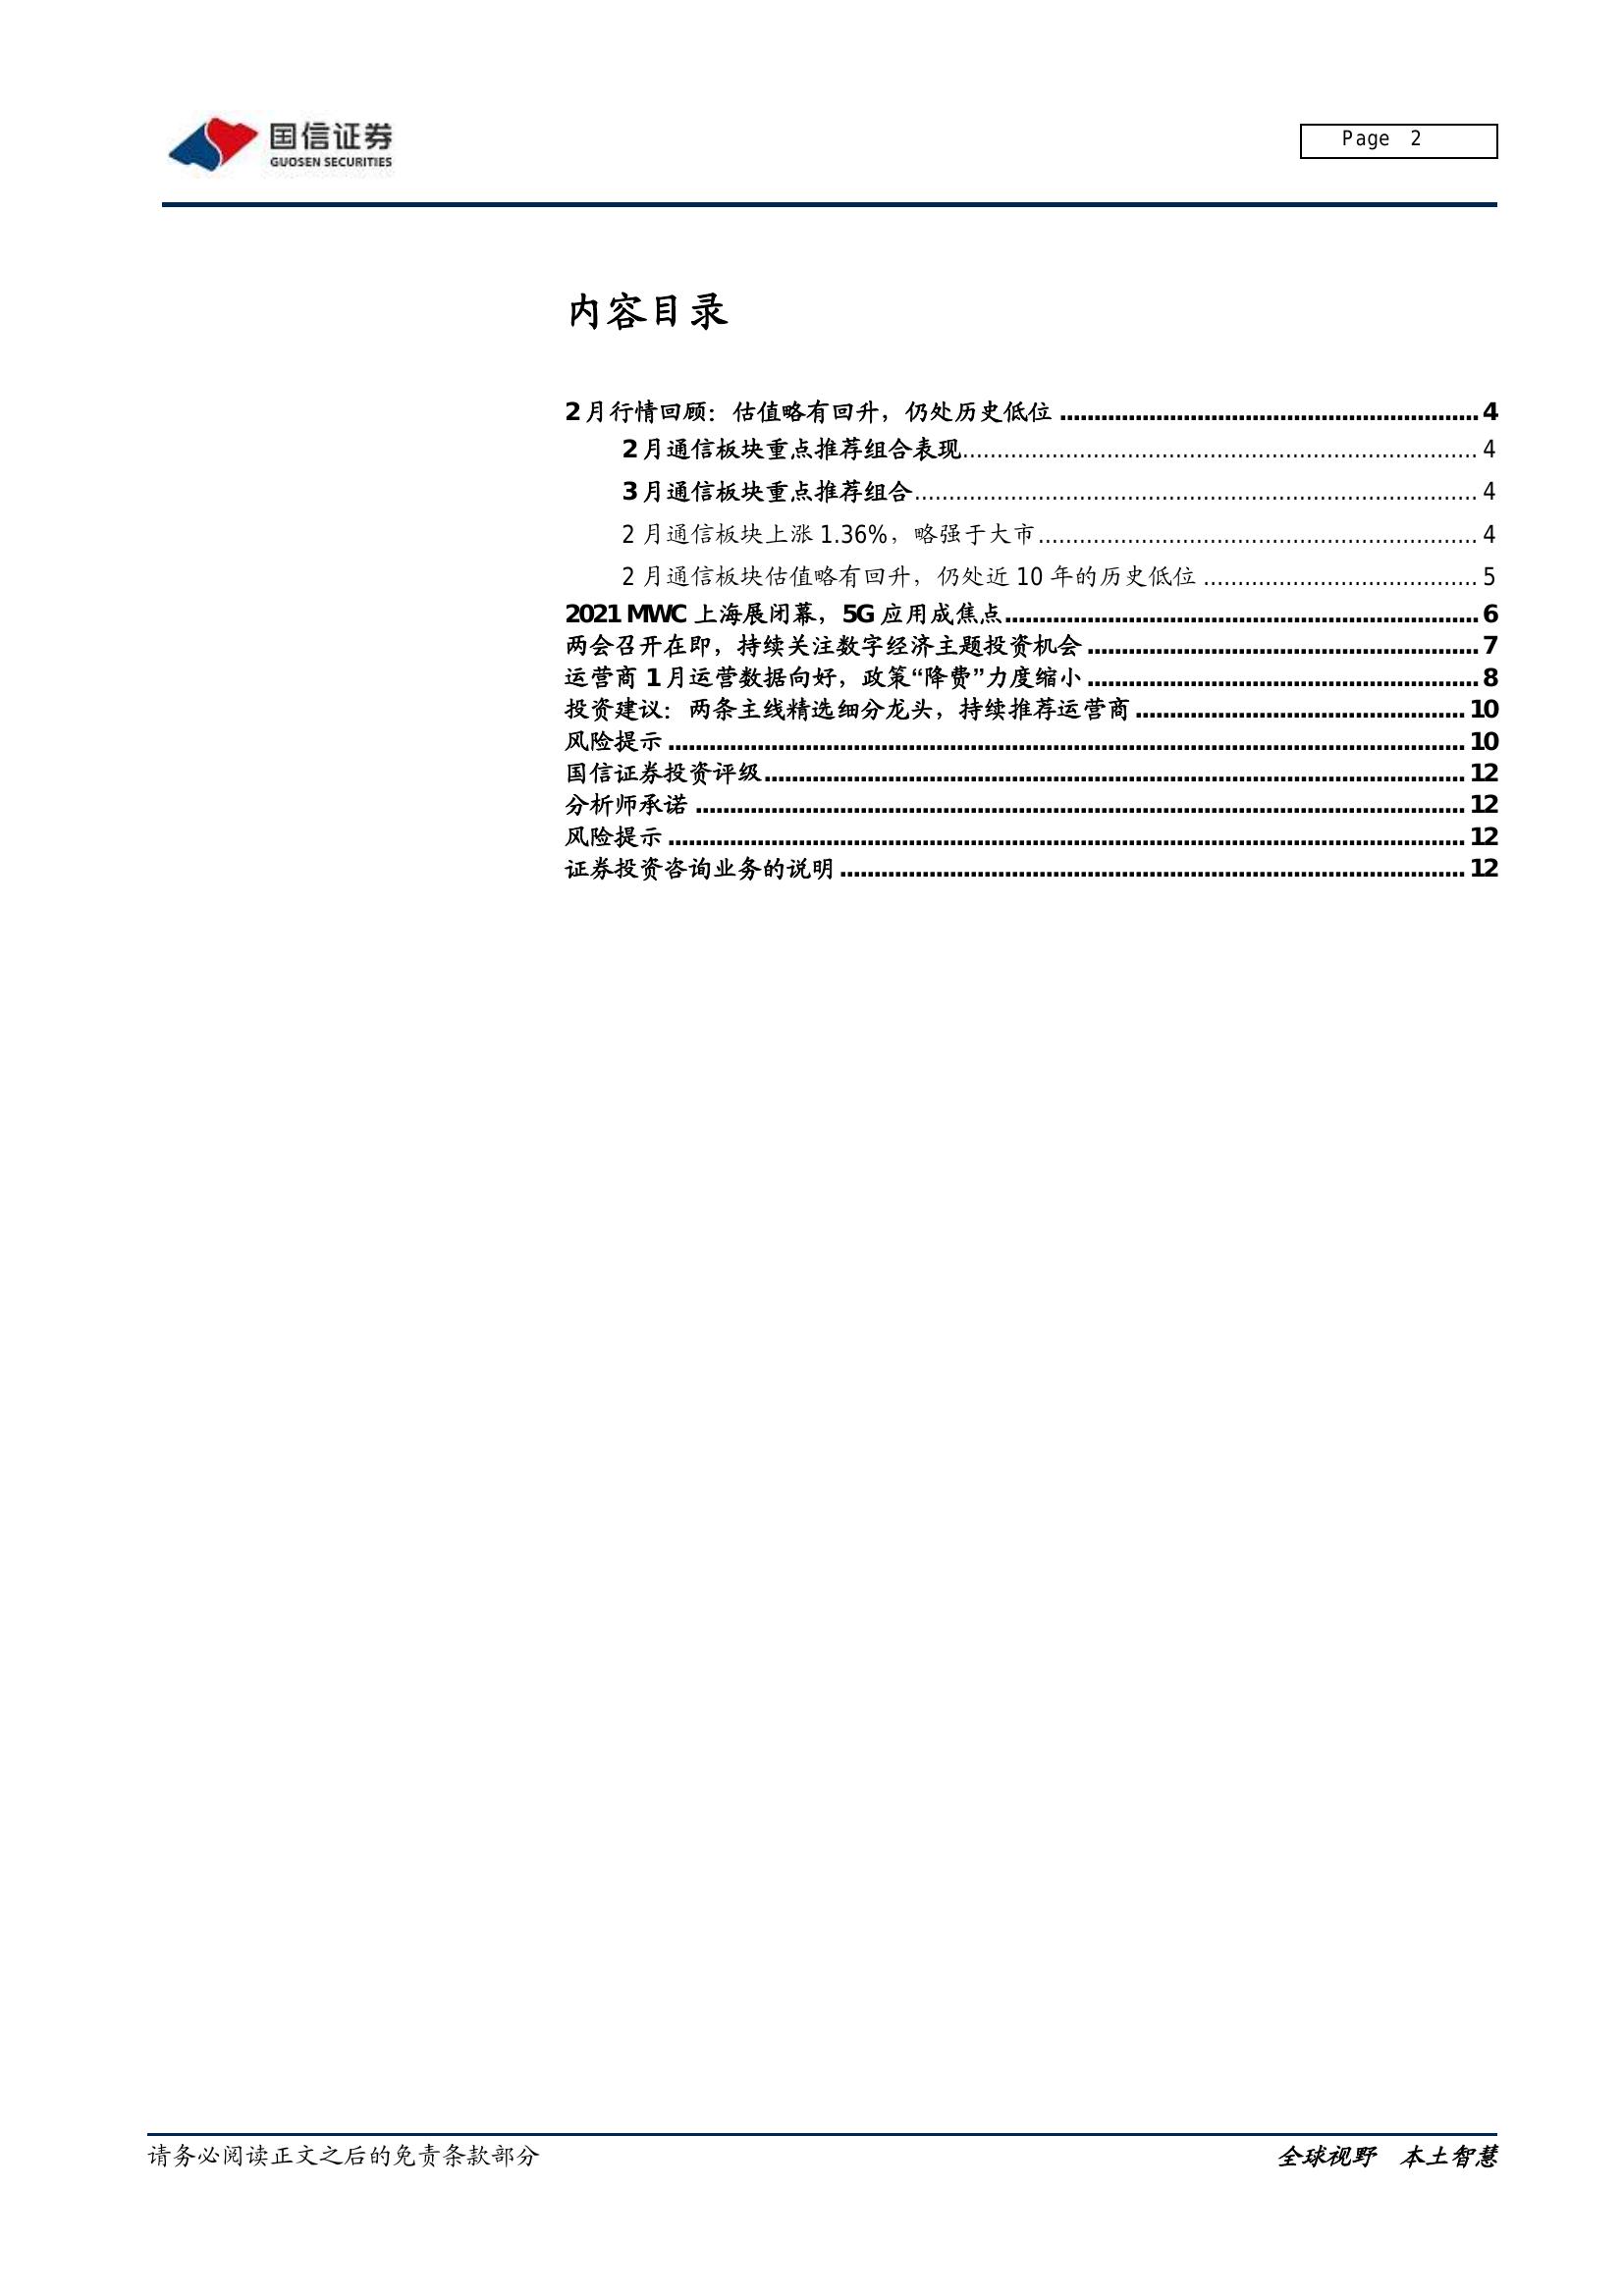 国信证券
GUOSEN SECURITIES
Page 2
内容目录
2 月行情回顾：估值略有回升，仍处历史低位 ............................................................. 4
2 月通信板块重点推荐组合表现........................................................................... 4
3 月通信板块重点推荐组合.................................................................................. 4
2 月通信板块上涨 1.36%，略强于大市................................................................ 4
2 月通信板块估值略有回升，仍处近 10 年的历史低位 ........................................ 5
2021 MWC 上海展闭幕，5G 应用成焦点..................................................................... 6
两会召开在即，持续关注数字经济主题投资机会 ......................................................... 7
运营商 1 月运营数据向好，政策“降费”力度缩小 ......................................................... 8
投资建议：两条主线精选细分龙头，持续推荐运营商 ................................................ 10
风险提示 .................................................................................................................... 10
国信证券投资评级...................................................................................................... 12
分析师承诺 ................................................................................................................ 12
风险提示 .................................................................................................................... 12
证券投资咨询业务的说明 ........................................................................................... 12
请务必阅读正文之后的免责条款部分
全球视野 本土智慧